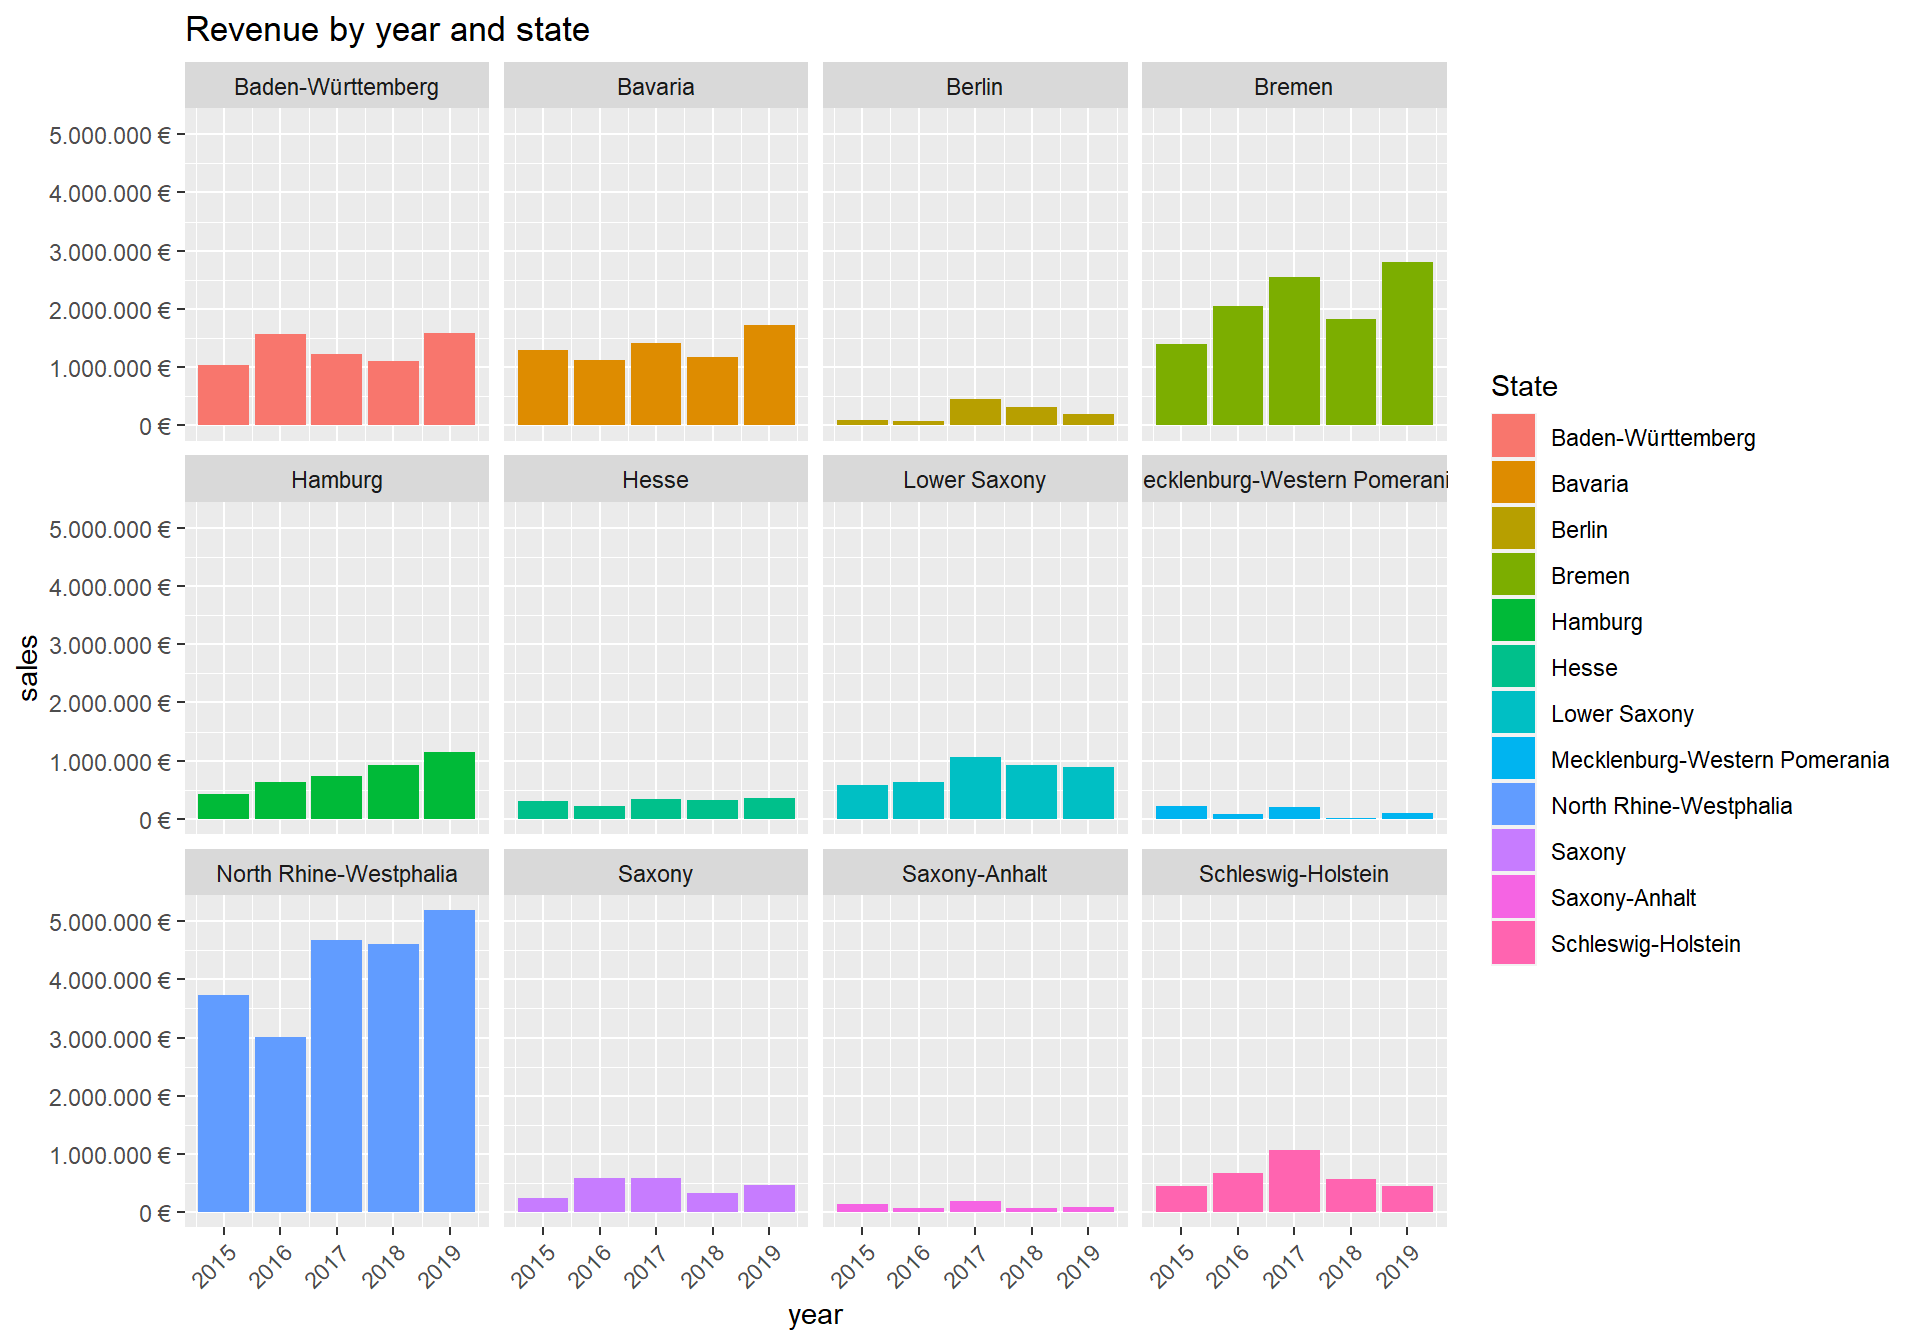 Revenue by year and state
Baden-Württemberg
Bavaria
Berlin
Bremen
5.000.000 €
4.000.000 €
3.000.000 €
2.000.000 €
1.000.000 €
0 €
Hamburg
Hesse
Lower Saxony
ecklenburg-Western Pomerani
5.000.000 €
4.000.000 €
3.000.000 €
2.000.000 €
1.000.000 €
0 €
North Rhine-Westphalia
Saxony
Saxony-Anhalt
Schleswig-Holstein
5.000.000 €
4.000.000 €
3.000.000 €
2.000.000 €
1.000.000 €
0 €
2015 2016 2017 2018 2019
2015 2016 2017 2018 2019
2015 2016 2017 2018 2019
2015 2016 2017 2018 2019
year
sales
State
Baden-Württemberg
Bavaria
Berlin
Bremen
Hamburg
Hesse
Lower Saxony
Mecklenburg-Western Pomerania
North Rhine-Westphalia
Saxony
Saxony-Anhalt
Schleswig-Holstein